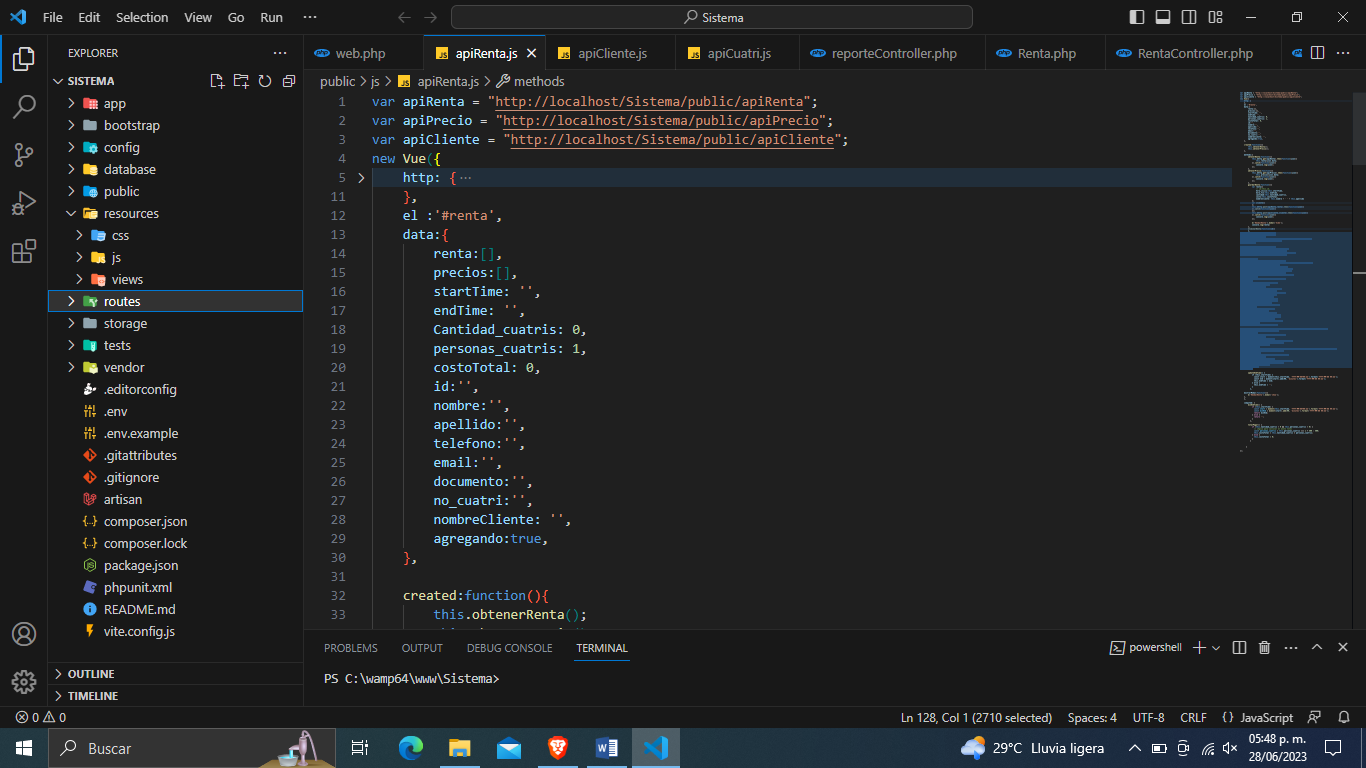 File Edit Selection View Go Run ···
Sistema
EXPLORER
SISTEMA
app
bootstrap
config
database
public
resources
css
js
views
routes
storage
tests
vendor
.editorconfig
.env
.env.example
.gitattributes
.gitignore
artisan
composer.json
composer.lock
package.json
phpunit.xml
README.md
vite.config.js
OUTLINE
TIMELINE
web.php apiRenta.js apiCliente.js apiCuatri.js reporteController.php Renta.php RentaController.php
public > js > apiRenta.js > methods
1 var apiRenta = "http://localhost/Sistema/public/apiRenta";
2 var apiPrecio = "http://localhost/Sistema/public/apiPrecio";
3 var apiCliente = "http://localhost/Sistema/public/apiCliente";
4 new Vue({
5 http: {···
11 },
12 el :'#renta',
13 data:{
14 renta:[],
15 precios:[],
16 startTime: '',
17 endTime: '',
18 Cantidad_cuatris: 0,
19 personas_cuatris: 1,
20 costoTotal: 0,
21 id:'',
22 nombre:'',
23 apellido:'',
24 telefono:'',
25 email:'',
26 documento:'',
27 no_cuatri:'',
28 nombreCliente: '',
29 agregando:true,
30 },
31
32 created:function(){
33 this.obtenerRenta();
PROBLEMS OUTPUT DEBUG CONSOLE TERMINAL
powershell
PS C:\wamp64\www\Sistema>
0 0
Ln 128, Col 1 (2710 selected) Spaces: 4 UTF-8 CRLF {} JavaScript
Buscar
29°C Lluvia ligera
05:48 p. m.
28/06/2023